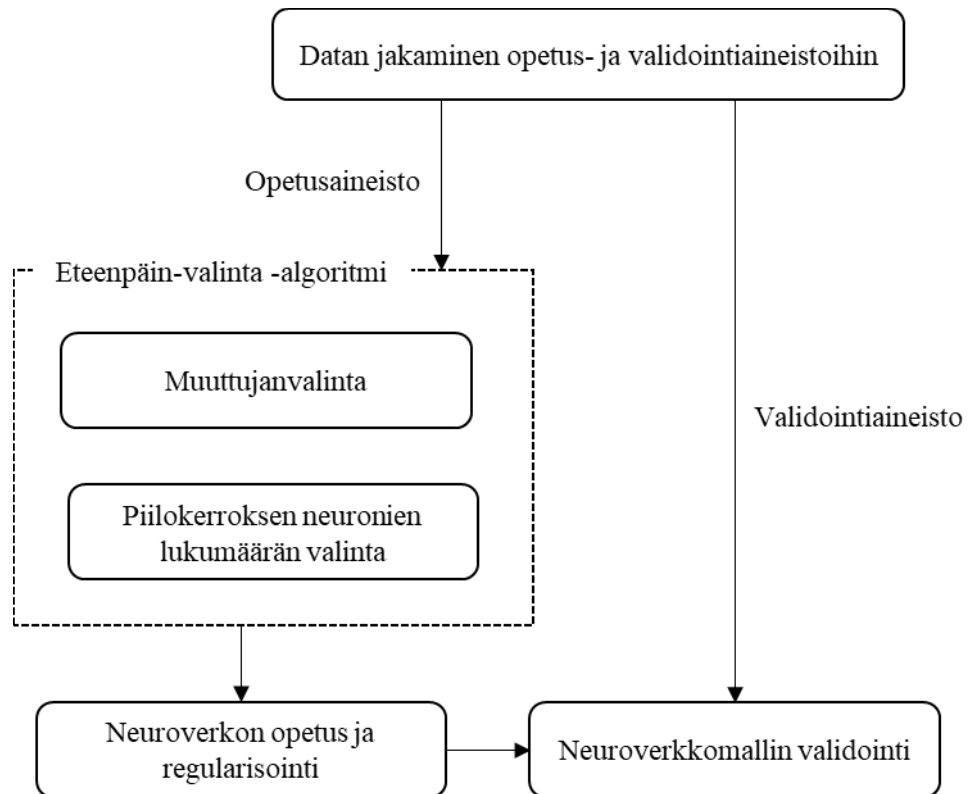 Datan jakaminen opetus- ja validointiaineistoihin
Opetusaineisto
Eteenpäin-valinta -algoritmi
Muuttujanvalinta
Validointiaineisto
Piilokerroksen neuronien
lukumäärän valinta
Neuroverkon opetus ja
regularisointi
Neuroverkkomallin validointi